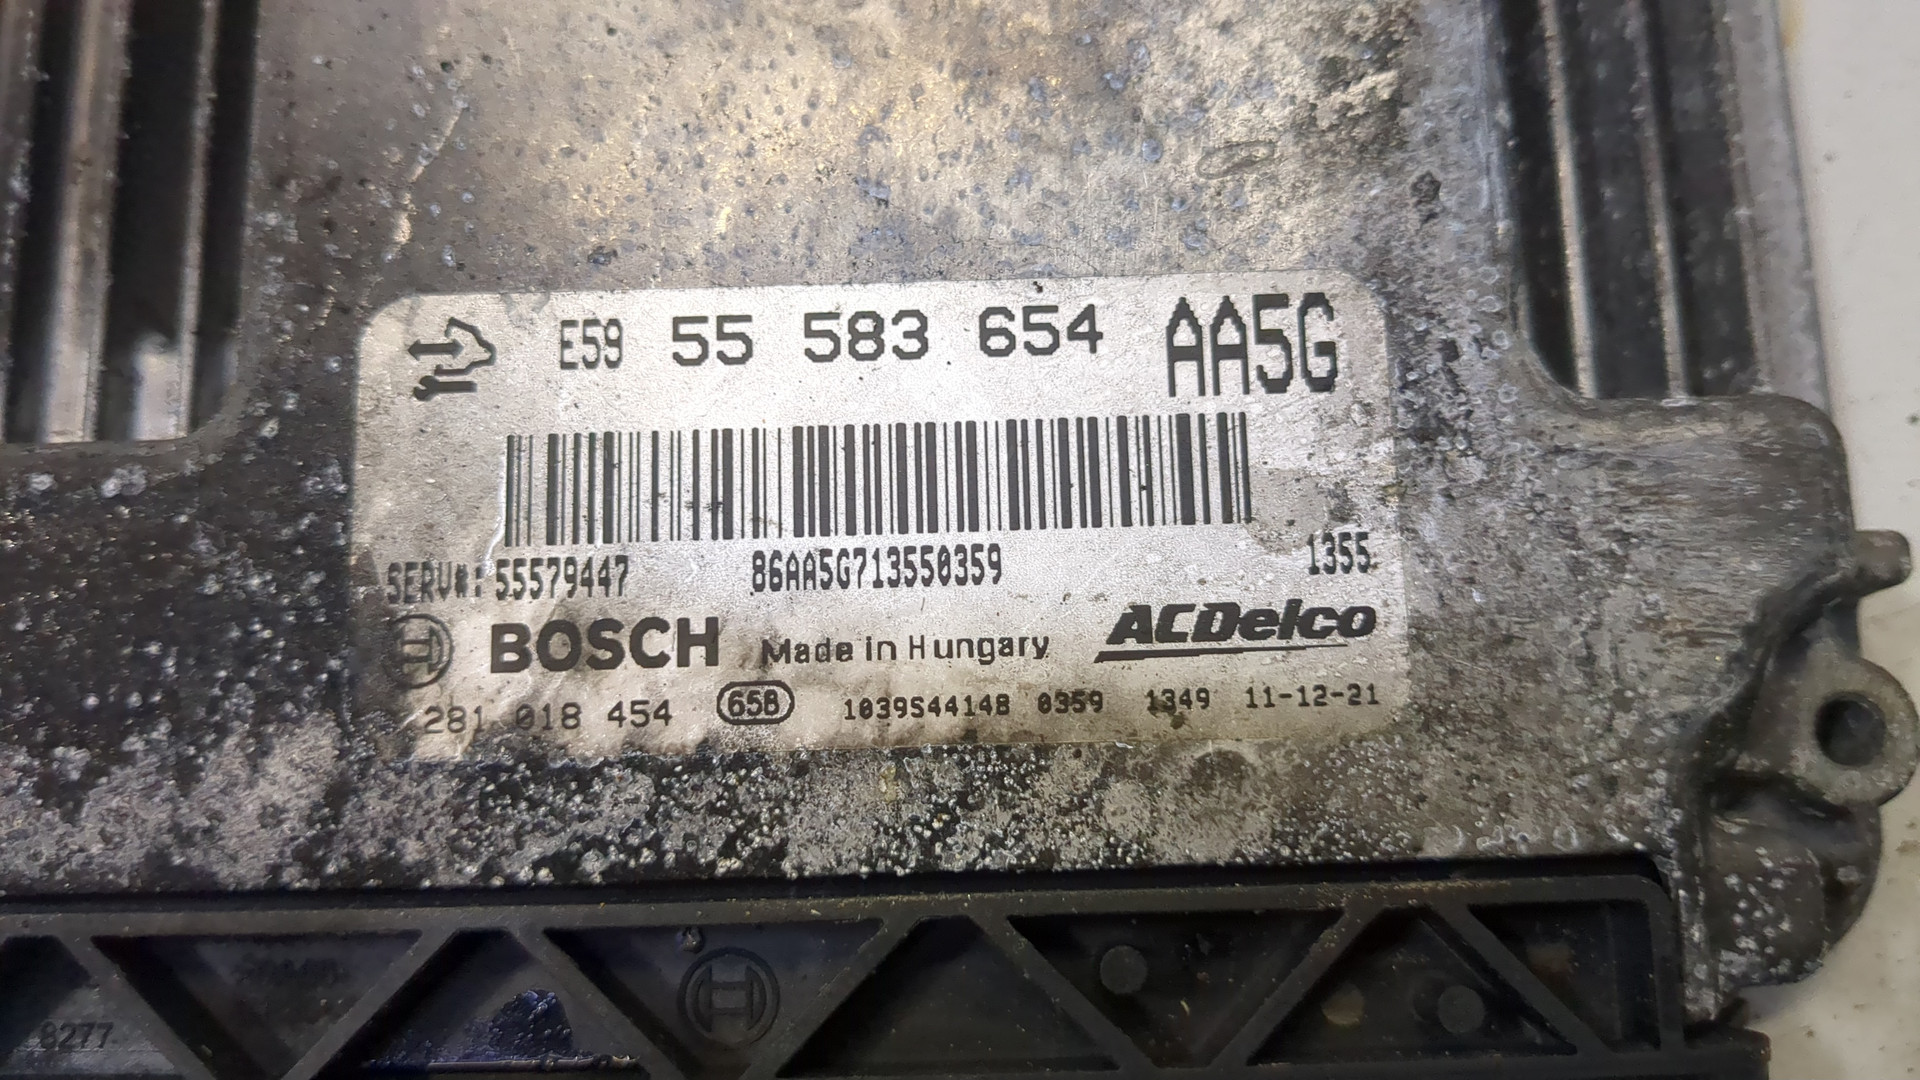 E59 55 583 654 AA5G
SERV#: 55579447 86AA5G713550359 1355
BOSCH Made in Hungary ACDelco
281 018 454 65B 1039S44148 0359 1349 11-12-21
8277